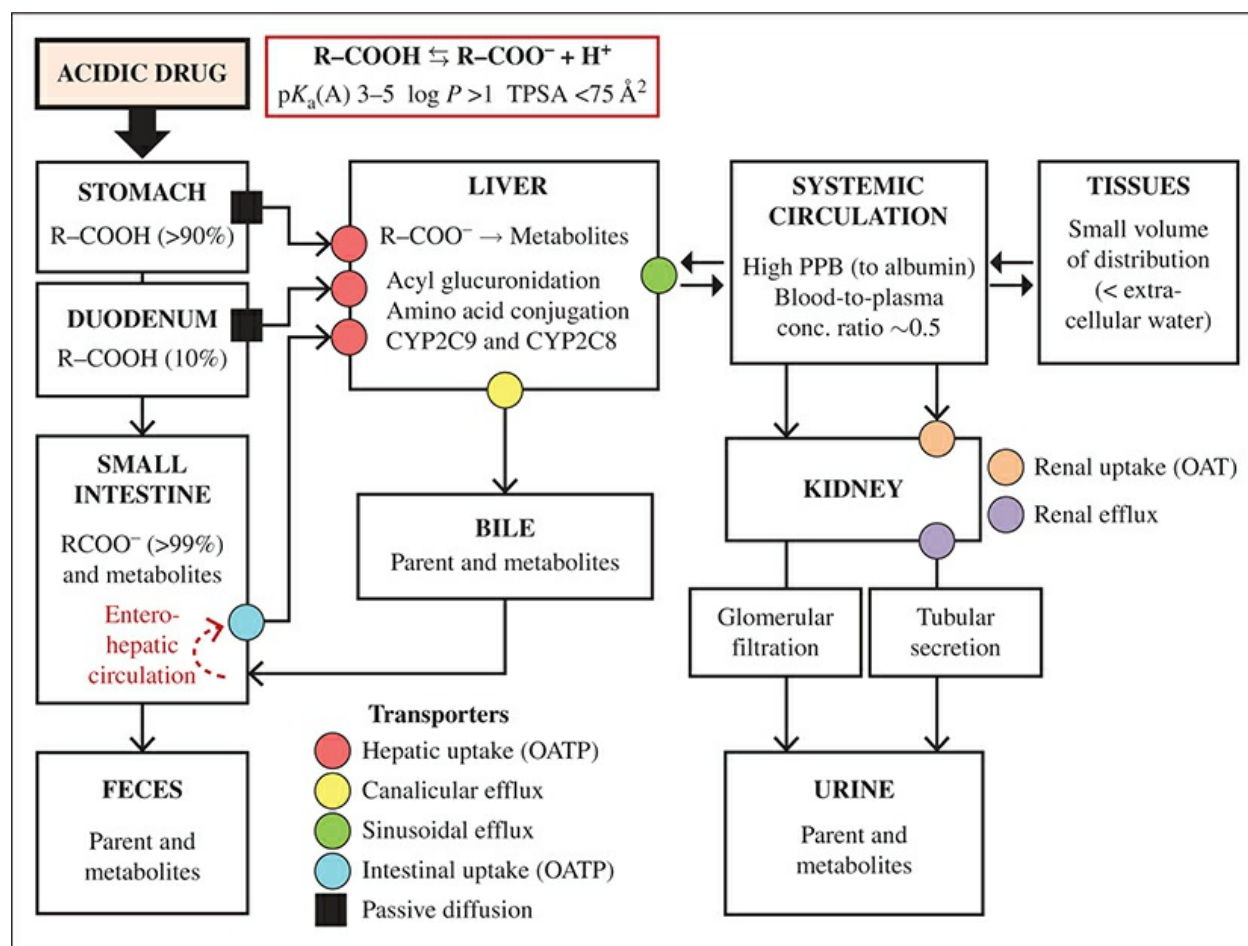 ACIDIC DRUG
R–COOH ⇆ R–COO⁻ + H⁺
pKₐ(A) 3–5 log P >1 TPSA <75 Å²
STOMACH
R–COOH (>90%)
DUODENUM
R–COOH (10%)
SMALL
INTESTINE
RCOO⁻ (>99%)
and metabolites
Entero-
hepatic
circulation
FECES
Parent and
metabolites
LIVER
R–COO⁻ → Metabolites
Acyl glucuronidation
Amino acid conjugation
CYP2C9 and CYP2C8
BILE
Parent and metabolites
SYSTEMIC
CIRCULATION
High PPB (to albumin)
Blood-to-plasma
conc. ratio ~0.5
TISSUES
Small volume
of distribution
(< extra-
cellular water)
KIDNEY
Renal uptake (OAT)
Renal efflux
Glomerular
filtration
Tubular
secretion
URINE
Parent and
metabolites
Transporters
Hepatic uptake (OATP)
Canalicular efflux
Sinusoidal efflux
Intestinal uptake (OATP)
Passive diffusion